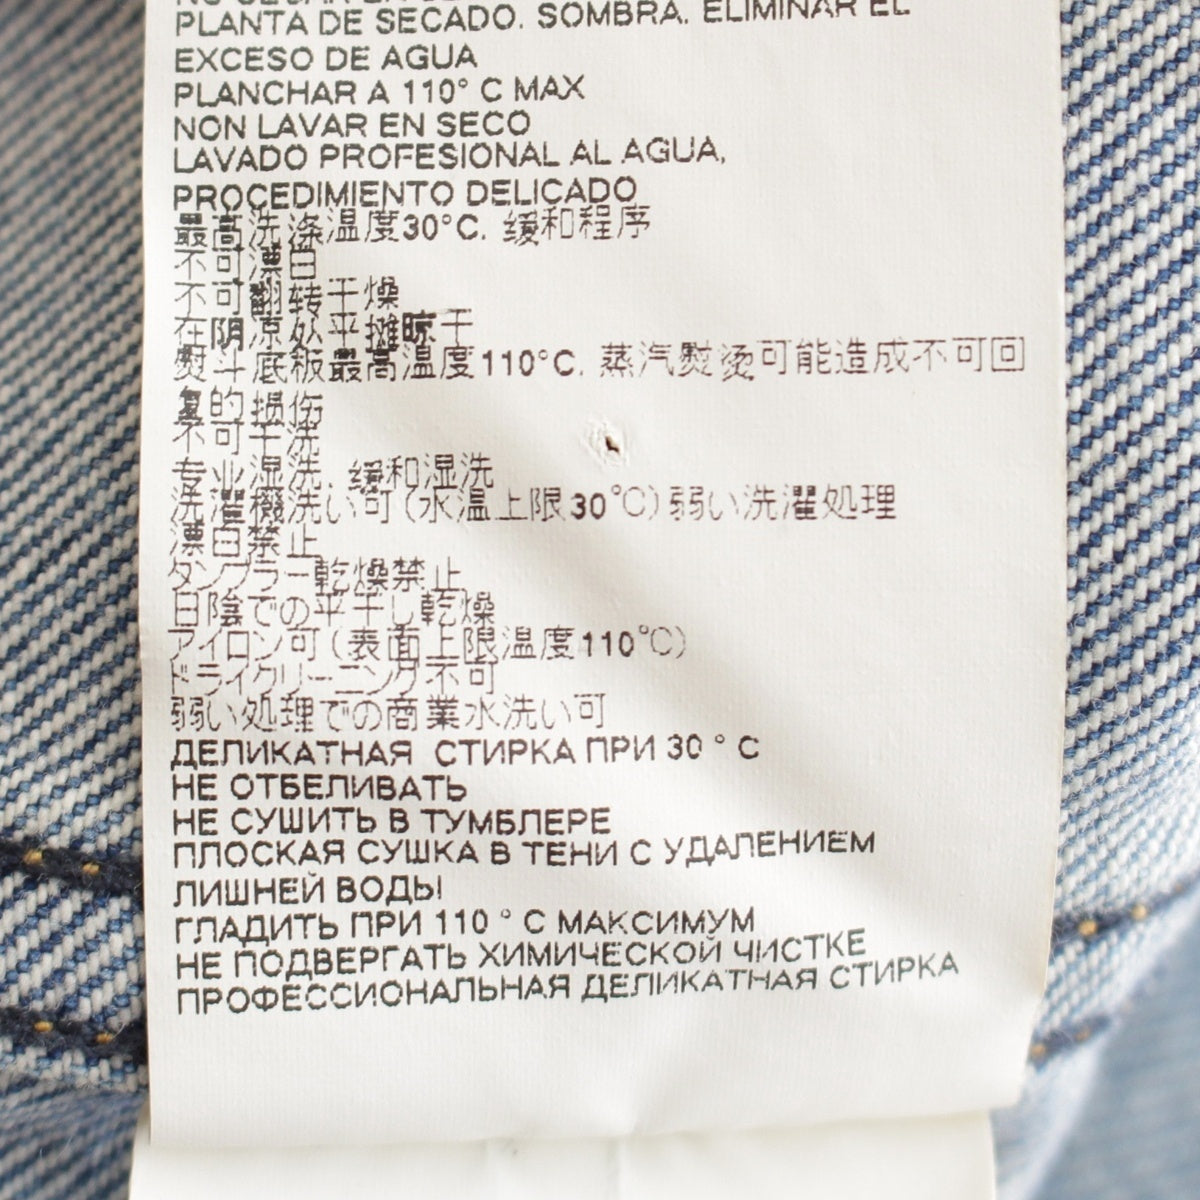 PLANTA DE SECADO. SOMBRA. ELIMINAR EL
EXCESO DE AGUA
PLANCHAR A 110° C MAX
NON LAVAR EN SECO
LAVADO PROFESIONAL AL AGUA,
PROCEDIMIENTO DELICADO
最高洗涤温度30°C. 缓和程序
不可漂白
不可翻转干燥
在阴凉处平摊晾干
熨斗底板最高温度110°C. 蒸汽熨烫可能造成不可回
复的损伤
不可干洗
专业湿洗. 缓和湿洗
洗濯機洗い可(水温上限30℃)弱い洗濯処理
漂白禁止
タンブラー乾燥禁止
日陰での平干し乾燥
アイロン可(表面上限温度110℃)
ドライクリーニング不可
弱い処理での商業水洗い可
ДЕЛИКАТНАЯ СТИРКА ПРИ 30 ° C
НЕ ОТБЕЛИВАТЬ
НЕ СУШИТЬ В ТУМБЛЕРЕ
ПЛОСКАЯ СУШКА В ТЕНИ С УДАЛЕНИЕМ
ЛИШНЕЙ ВОДЫ
ГЛАДИТЬ ПРИ 110 ° C МАКСИМУМ
НЕ ПОДВЕРГАТЬ ХИМИЧЕСКОЙ ЧИСТКЕ
ПРОФЕССИОНАЛЬНАЯ ДЕЛИКАТНАЯ СТИРКА